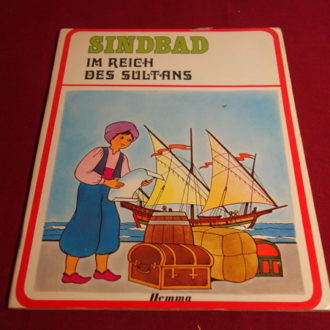 SINDBAD
IM REICH
DES SULTANS
Hemma